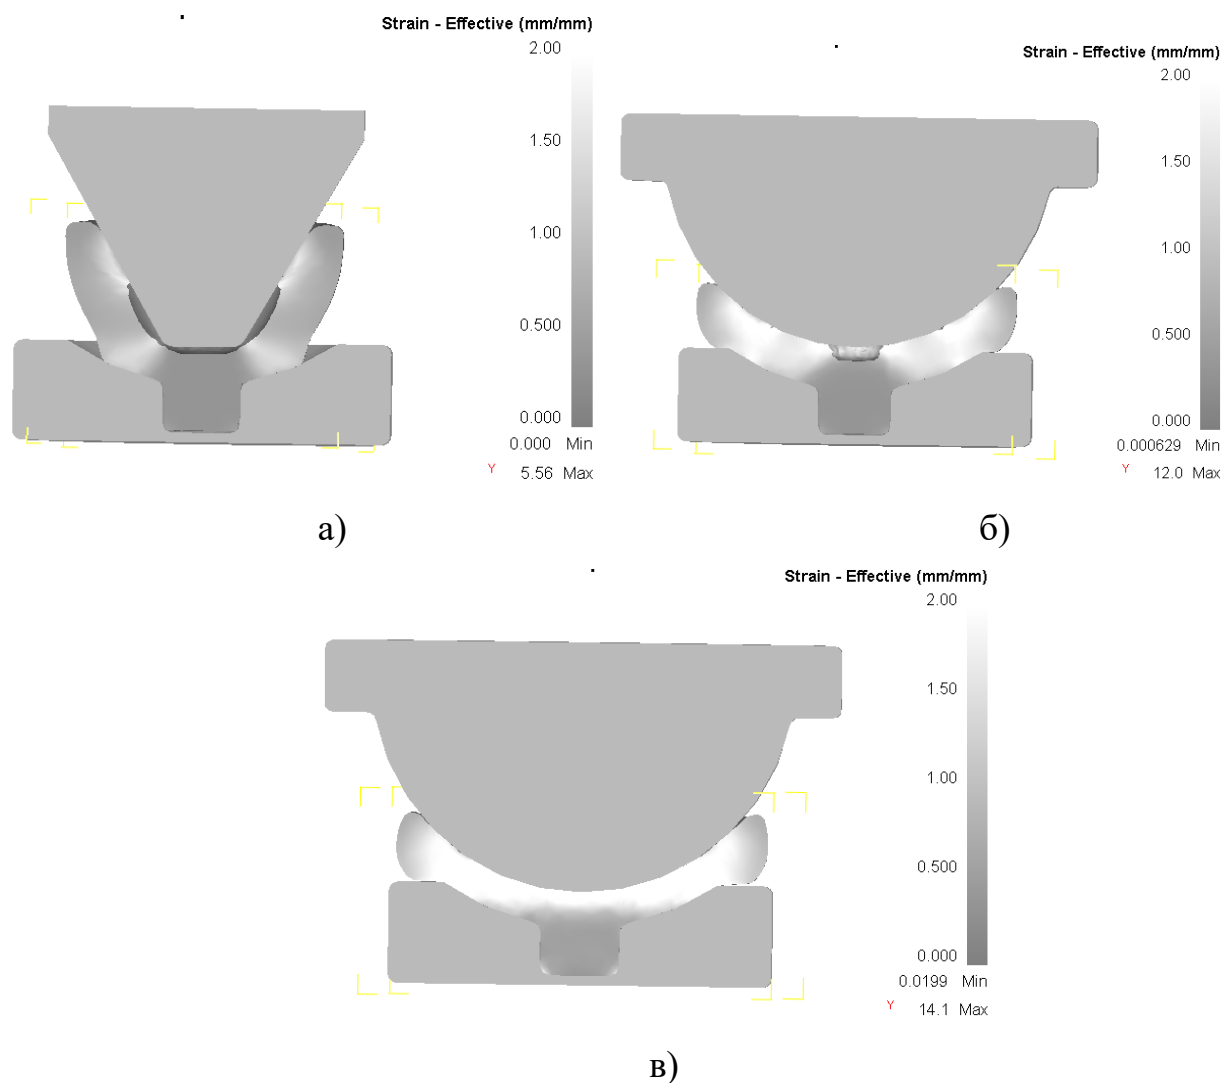 Strain - Effective (mm/mm)
2.00
1.50
1.00
0.500
0.000
0.000 Min
Y 5.56 Max
а)
Strain - Effective (mm/mm)
2.00
1.50
1.00
0.500
0.000
0.000629 Min
Y 12.0 Max
б)
Strain - Effective (mm/mm)
2.00
1.50
1.00
0.500
0.000
0.0199 Min
Y 14.1 Max
в)